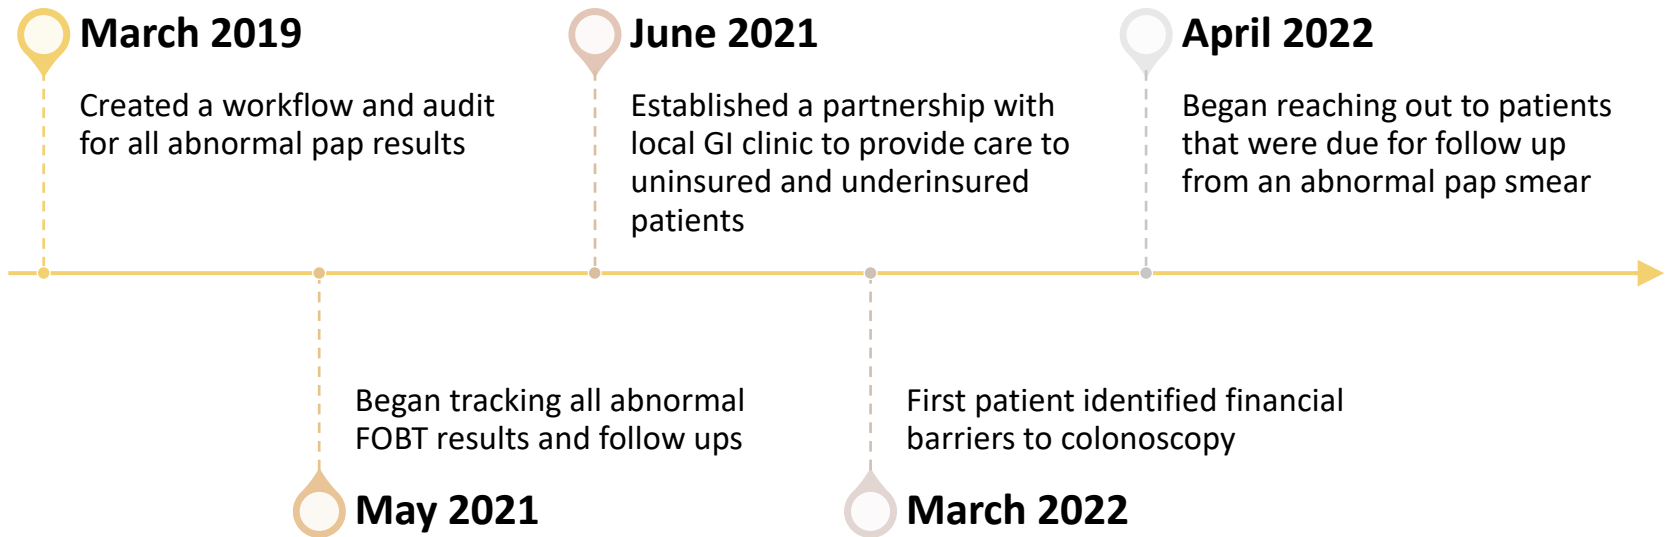 March 2019
Created a workflow and audit
for all abnormal pap results
May 2021
Began tracking all abnormal
FOBT results and follow ups
June 2021
Established a partnership with
local GI clinic to provide care to
uninsured and underinsured
patients
March 2022
First patient identified financial
barriers to colonoscopy
April 2022
Began reaching out to patients
that were due for follow up
from an abnormal pap smear